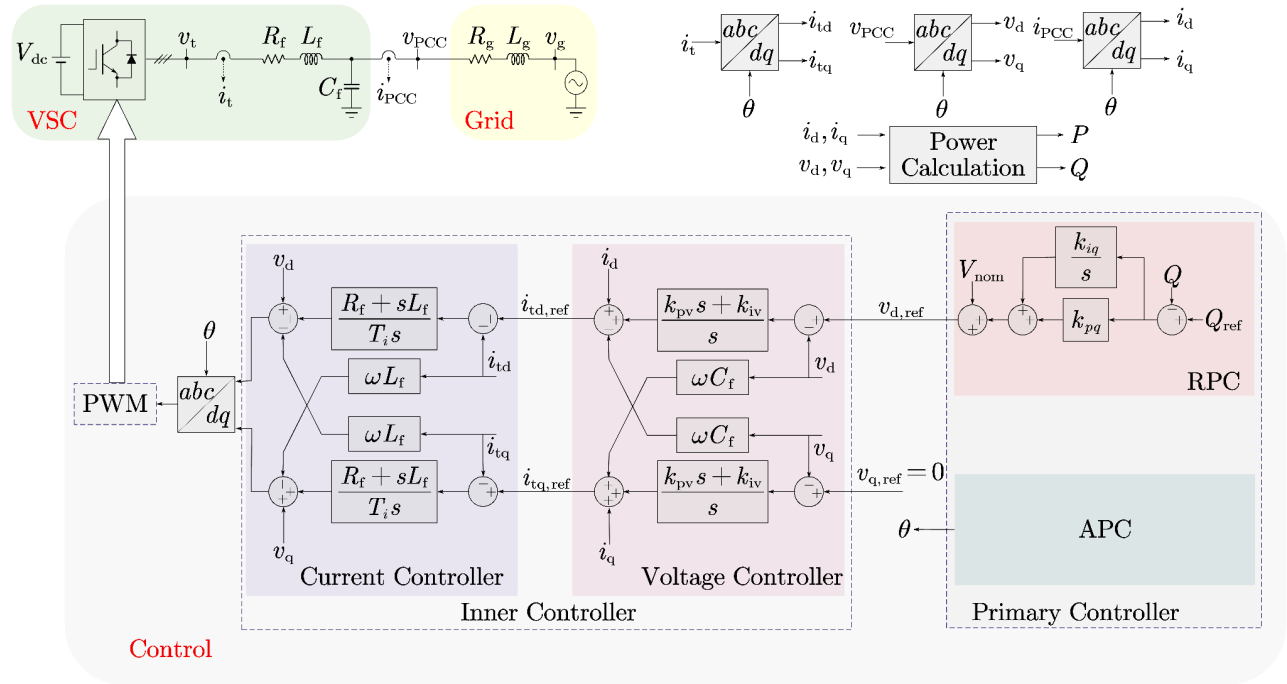 V_dc
v_t
R_f
L_f
C_f
i_t
i_PCC
v_PCC
R_g
L_g
v_g
VSC
Grid
i_t
abc
dq
θ
i_td
i_tq
v_PCC
abc
dq
θ
v_d
v_q
i_PCC
abc
dq
θ
i_d
i_q
i_d, i_q
v_d, v_q
Power
Calculation
P
Q
PWM
θ
abc
dq
v_d
+
−
R_f + sL_f
T_i s
−
i_td,ref
i_td
ωL_f
ωL_f
i_tq
R_f + sL_f
T_i s
+
+
+
−
i_tq,ref
v_q
Current Controller
i_d
+
−
k_pv s + k_iv
s
−
v_d,ref
v_d
ωC_f
ωC_f
v_q
k_pv s + k_iv
s
+
+
+
+
−
v_q,ref = 0
i_q
Voltage Controller
Inner Controller
V_nom
k_iq
s
Q
+
+
+
+
k_pq
−
+
Q_ref
RPC
θ
APC
Primary Controller
Control